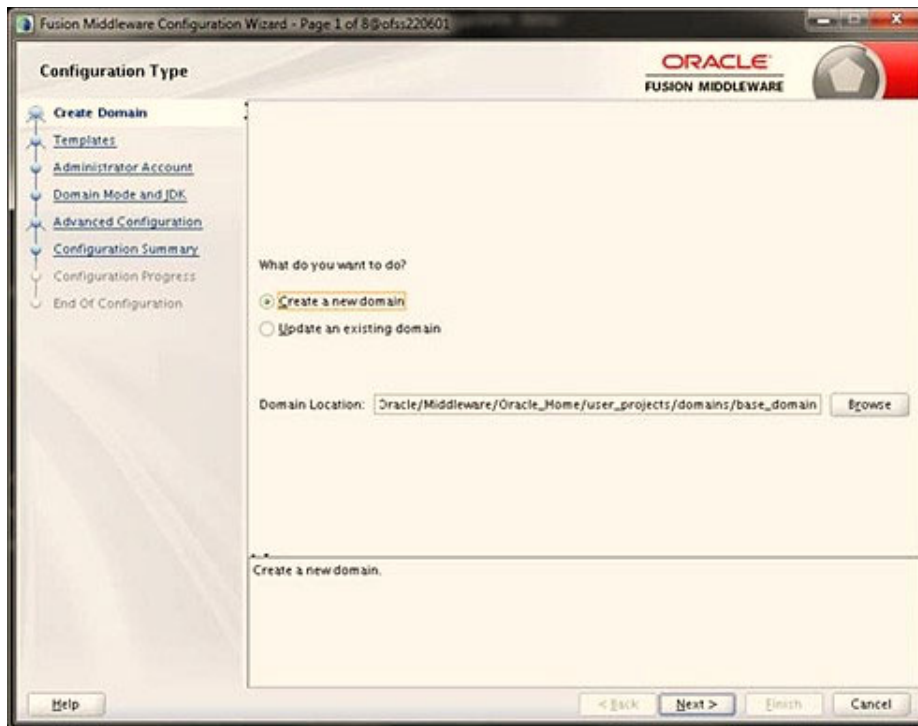 Fusion Middleware Configuration Wizard - Page 1 of 8@ofss220601
Configuration Type
ORACLE
FUSION MIDDLEWARE
Create Domain
Templates
Administrator Account
Domain Mode and JDK
Advanced Configuration
Configuration Summary
Configuration Progress
End Of Configuration
What do you want to do?
Create a new domain
Update an existing domain
Domain Location: Oracle/Middleware/Oracle_Home/user_projects/domains/base_domain Browse
Create a new domain.
Help < Back Next > Finish Cancel